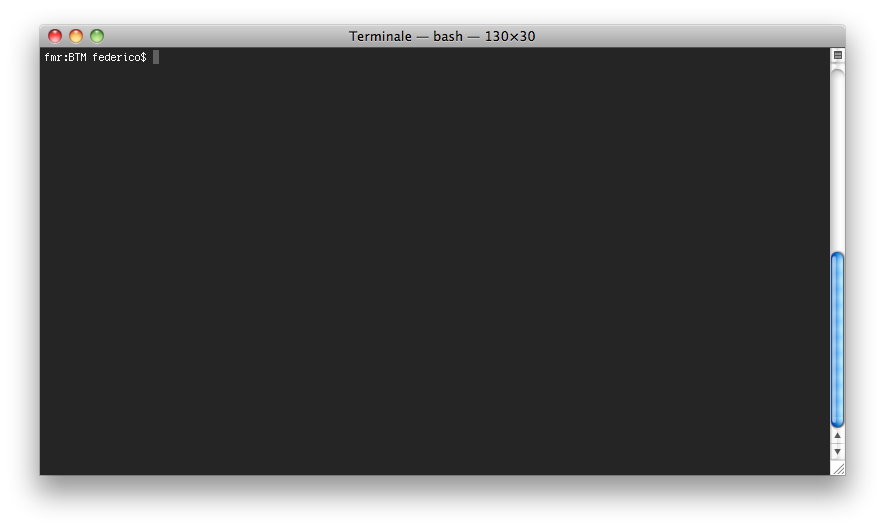 Terminale — bash — 130×30
fmr:BTM federico$